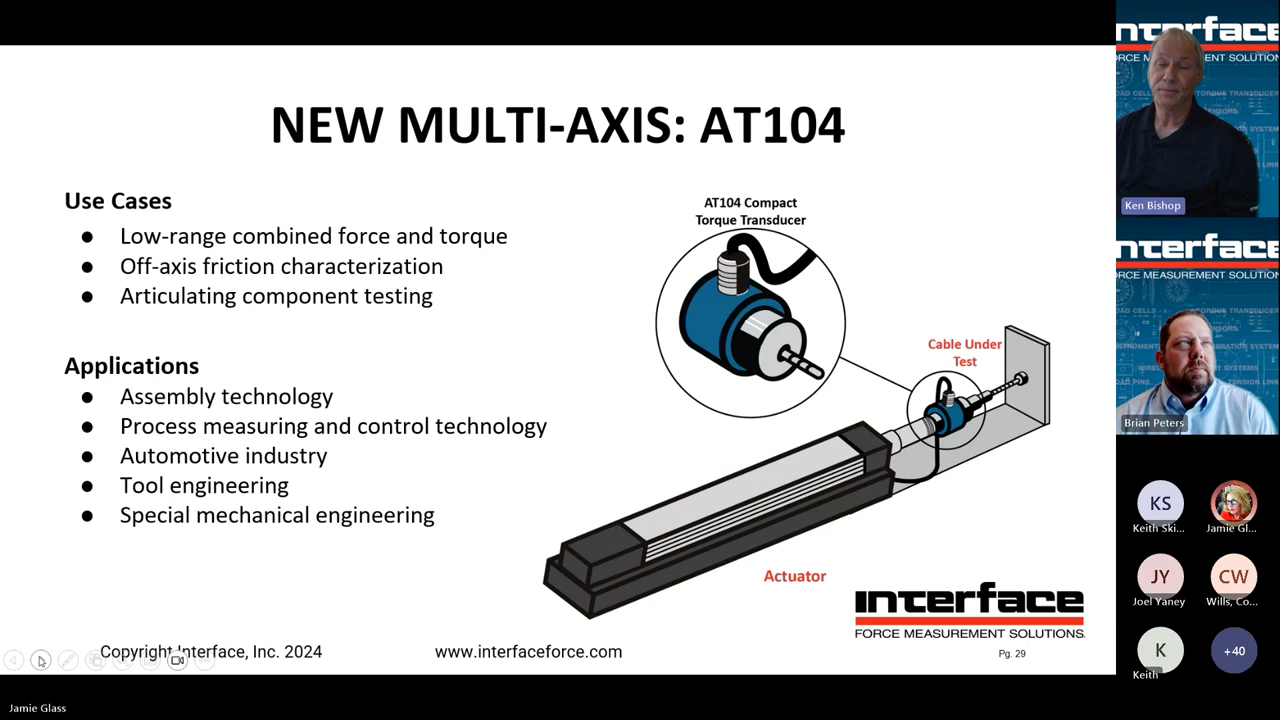 NEW MULTI-AXIS: AT104
Use Cases
● Low-range combined force and torque
● Off-axis friction characterization
● Articulating component testing
Applications
● Assembly technology
● Process measuring and control technology
● Automotive industry
● Tool engineering
● Special mechanical engineering
AT104 Compact
Torque Transducer
Cable Under
Test
Actuator
interface
FORCE MEASUREMENT SOLUTIONS.
Copyright Interface, Inc. 2024
www.interfaceforce.com
Pg. 29
Jamie Glass
Ken Bishop
Brian Peters
KS
Keith Ski...
Jamie Gl...
JY
Joel Yaney
CW
Wills, Co...
K
Keith
+40